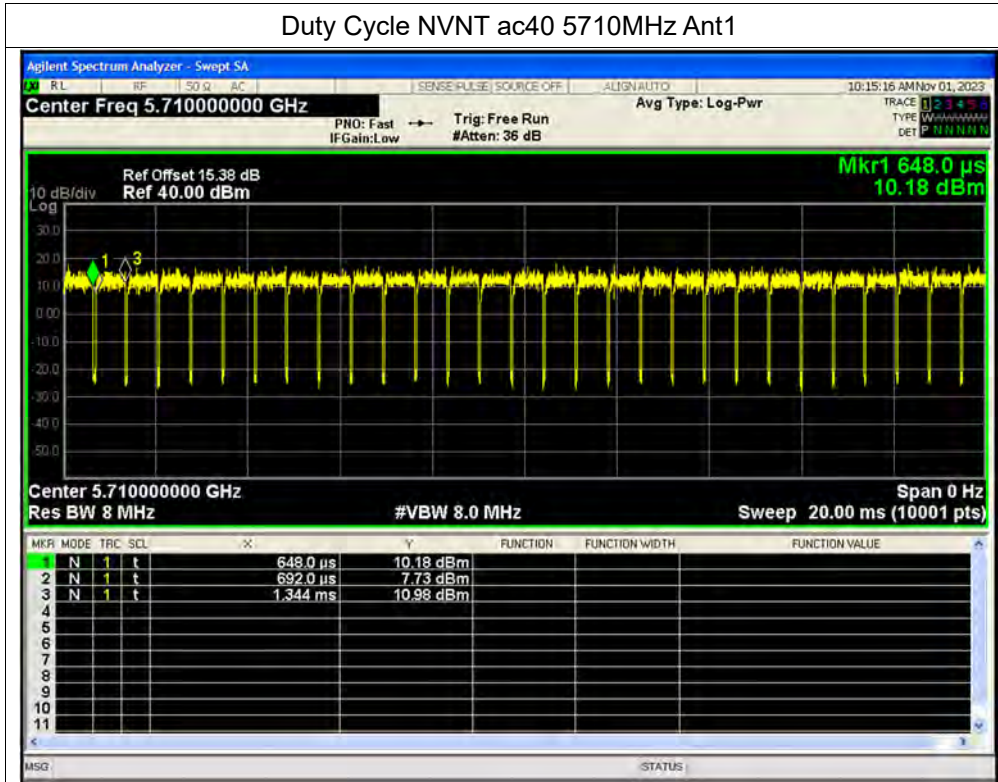 Duty Cycle NVNT ac40 5710MHz Ant1
Agilent Spectrum Analyzer - Swept SA
LXI RL RF 50 Ω AC SENSE:PULSE SOURCE OFF ALIGNAUTO 10:15:16 AMNov 01, 2023
Center Freq 5.710000000 GHz
Avg Type: Log-Pwr
TRACE 1 2 3 4 5 6
TYPE W
DET P N N N N N
PNO: Fast
IFGain:Low
Trig: Free Run
#Atten: 36 dB
Mkr1 648.0 µs
10.18 dBm
Ref Offset 15.38 dB
10 dB/div Ref 40.00 dBm
Log
30.0
20.0
10.0
0.00
-10.0
-20.0
-30.0
-40.0
-50.0
1 3
Center 5.710000000 GHz Span 0 Hz
Res BW 8 MHz #VBW 8.0 MHz Sweep 20.00 ms (10001 pts)
MKR MODE TRC SCL X Y FUNCTION FUNCTION WIDTH FUNCTION VALUE
1 N 1 t 648.0 µs 10.18 dBm
2 N 1 t 692.0 µs 7.73 dBm
3 N 1 t 1.344 ms 10.98 dBm
4
5
6
7
8
9
10
11
MSG STATUS